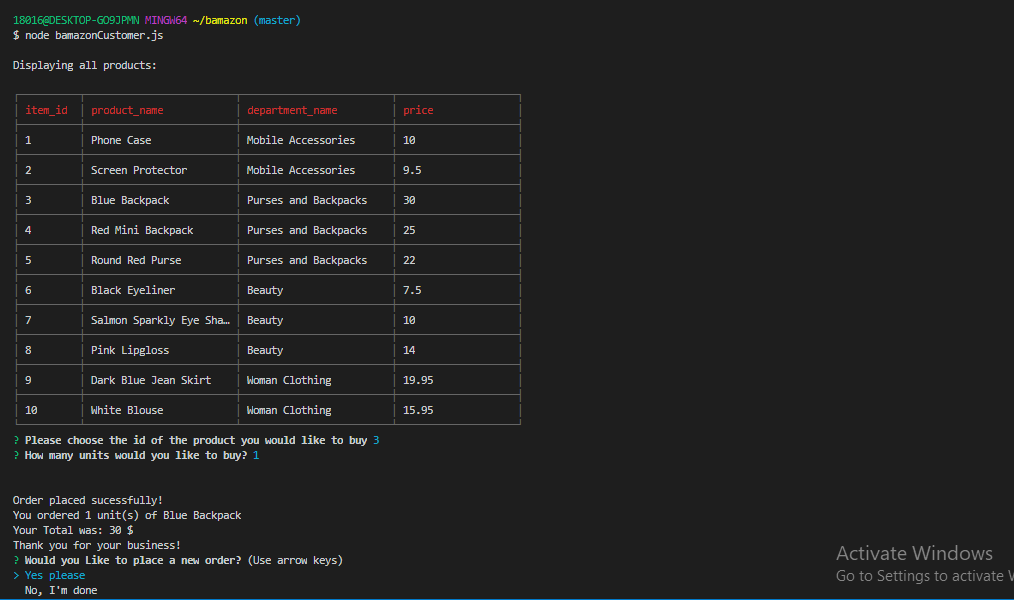 18016@DESKTOP-GO9JPMN MINGW64 ~/bamazon (master)
$ node bamazonCustomer.js
Displaying all products:
item_id product_name department_name price
1 Phone Case Mobile Accessories 10
2 Screen Protector Mobile Accessories 9.5
3 Blue Backpack Purses and Backpacks 30
4 Red Mini Backpack Purses and Backpacks 25
5 Round Red Purse Purses and Backpacks 22
6 Black Eyeliner Beauty 7.5
7 Salmon Sparkly Eye Sha… Beauty 10
8 Pink Lipgloss Beauty 14
9 Dark Blue Jean Skirt Woman Clothing 19.95
10 White Blouse Woman Clothing 15.95
? Please choose the id of the product you would like to buy 3
? How many units would you like to buy? 1
Order placed sucessfully!
You ordered 1 unit(s) of Blue Backpack
Your Total was: 30 $
Thank you for your business!
? Would you Like to place a new order? (Use arrow keys)
> Yes please
No, I'm done
Activate Windows
Go to Settings to activate W